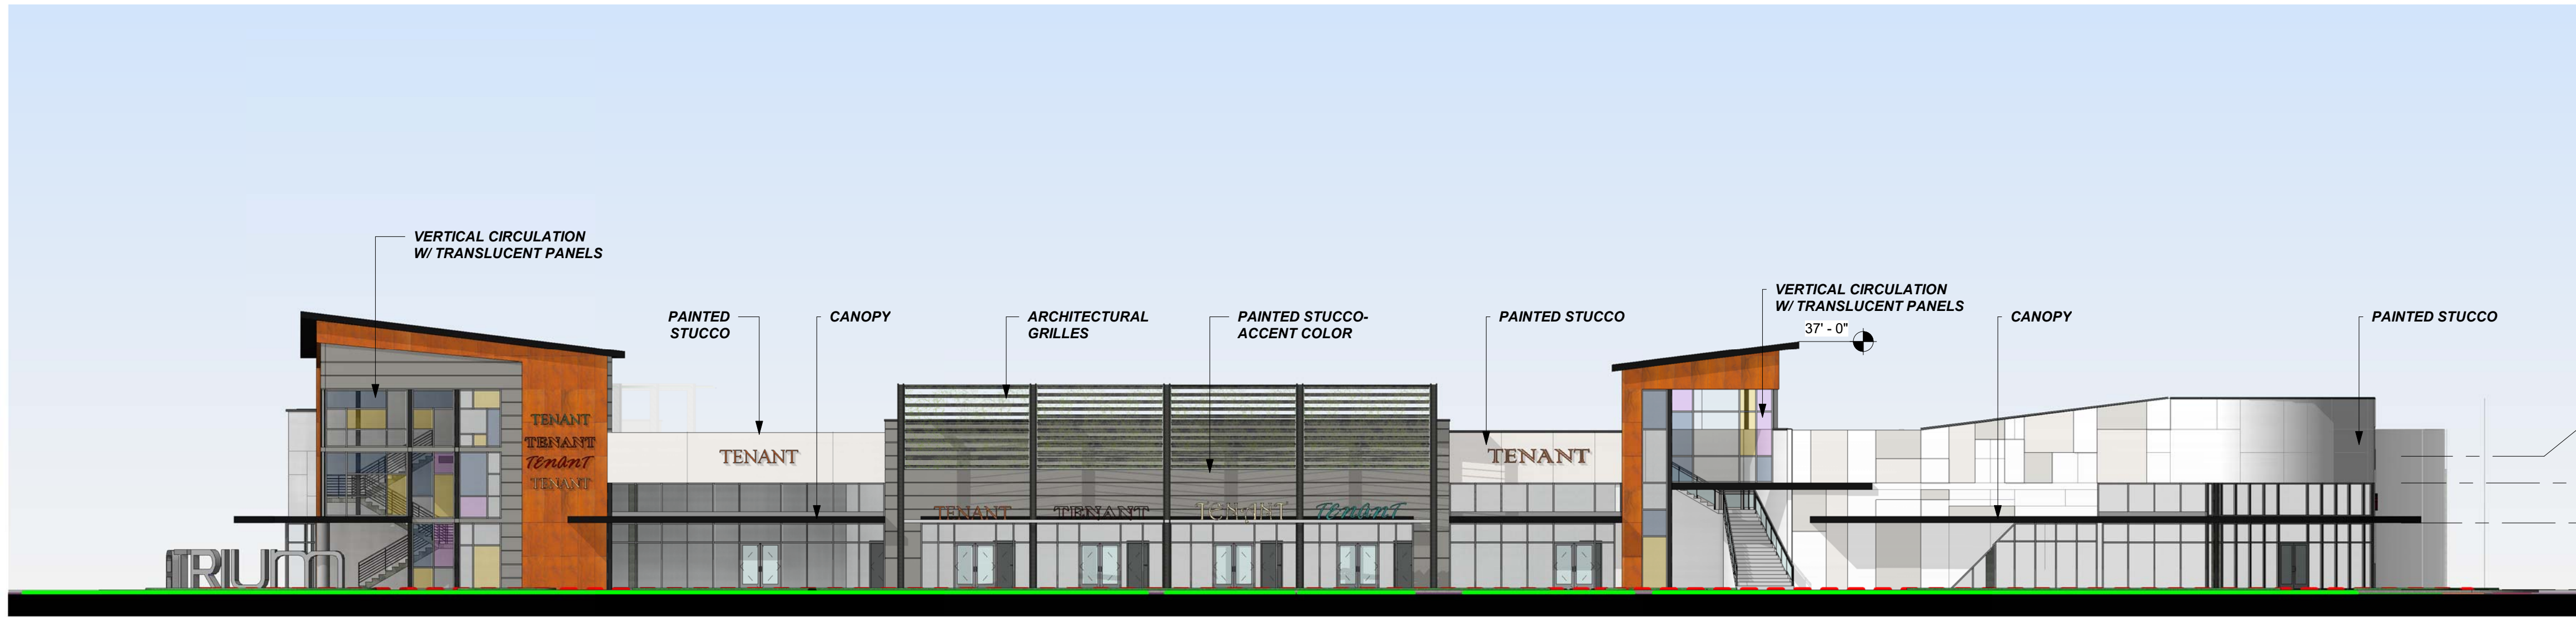 VERTICAL CIRCULATION
W/ TRANSLUCENT PANELS
VERTICAL CIRCULATION
W/ TRANSLUCENT PANELS
PAINTED
STUCCO
CANOPY
ARCHITECTURAL
GRILLES
PAINTED STUCCO-
ACCENT COLOR
PAINTED STUCCO
37' - 0"
CANOPY
PAINTED STUCCO
TENANT
TENANT
TENANT
TENANT
TENANT
TENANT
TENANT
TENANT
TENANT
TENANT
TRIUM